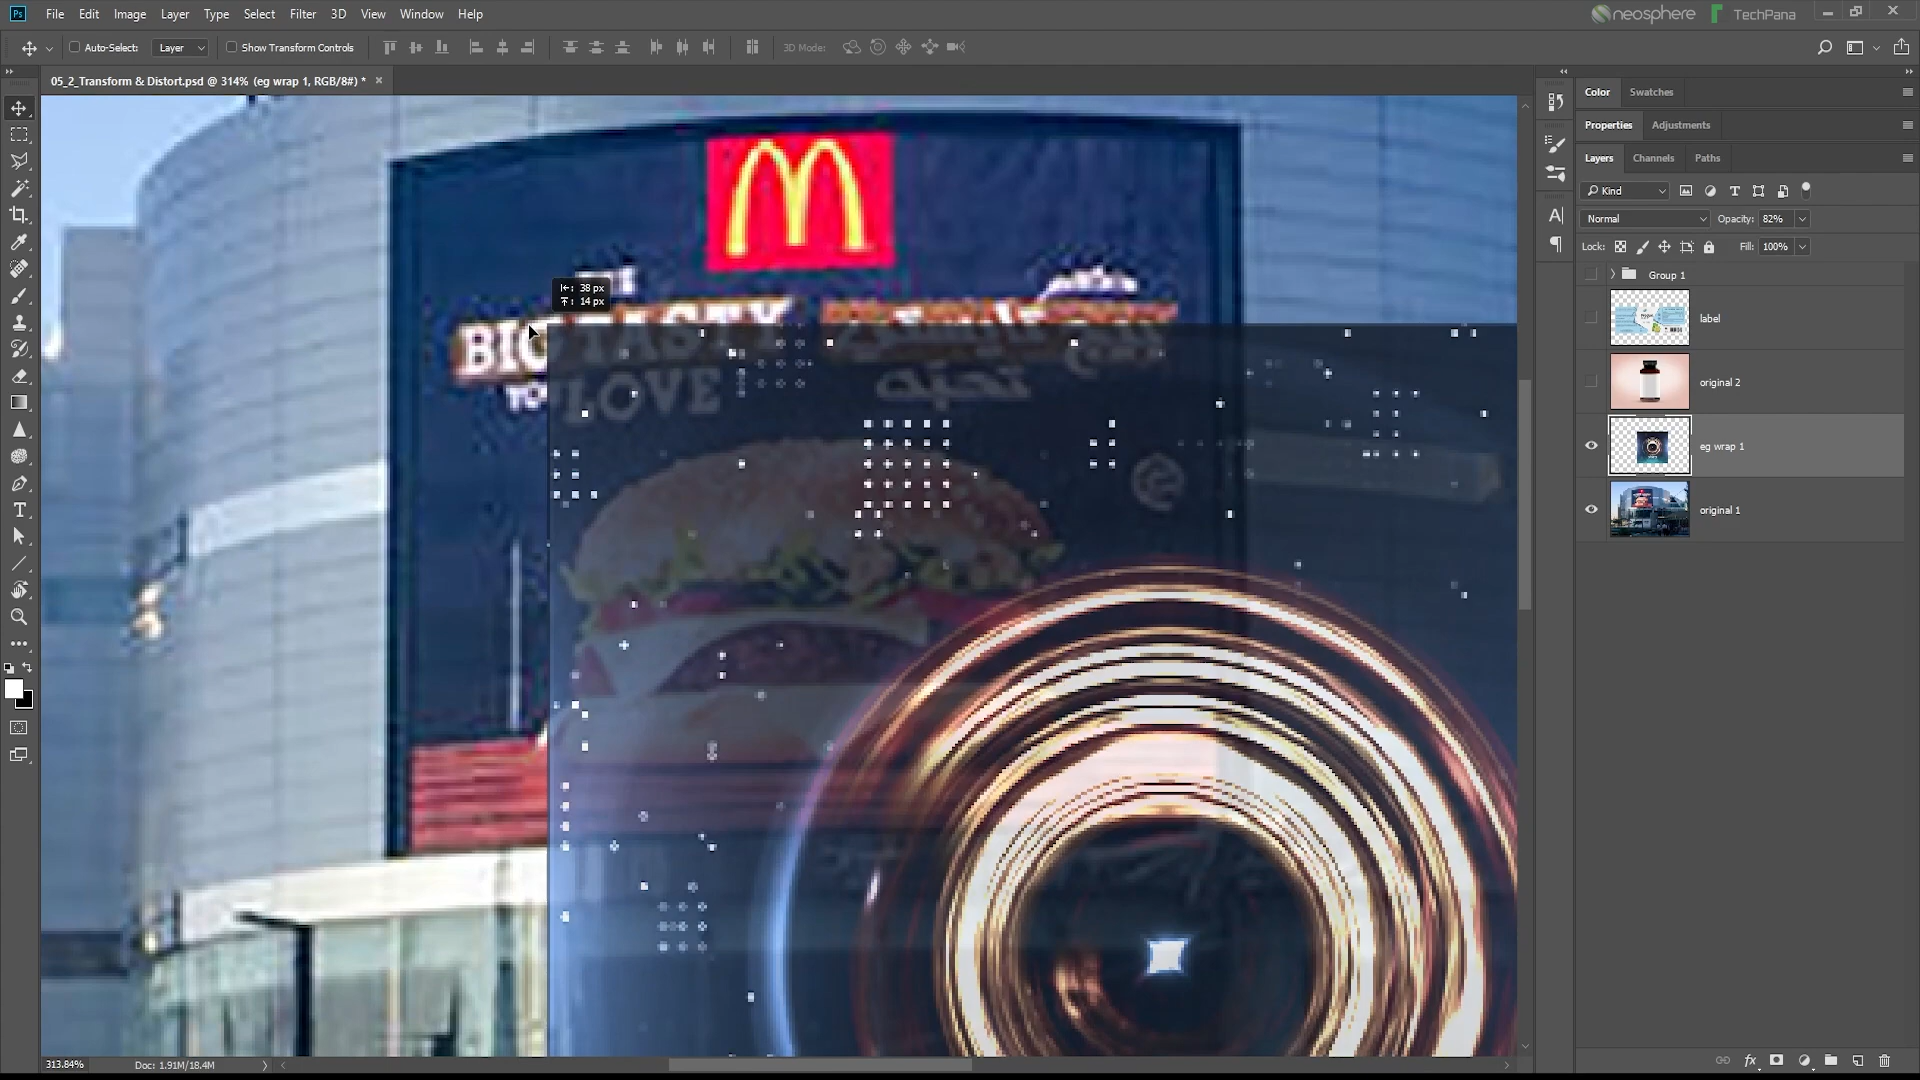 File Edit Image Layer Type Select Filter 3D View Window Help
neosphere TechPana
Auto-Select: Layer Show Transform Controls 3D Mode:
05_2_Transform & Distort.psd @ 314% (eg wrap 1, RGB/8#) * ×
Color Swatches
Properties Adjustments
Layers Channels Paths
Kind
Normal Opacity: 82%
Lock: Fill: 100%
Group 1
label
original 2
eg wrap 1
original 1
38 px
14 px
BIG TASTY
LOVE
313.84% Doc: 1.91M/18.4M